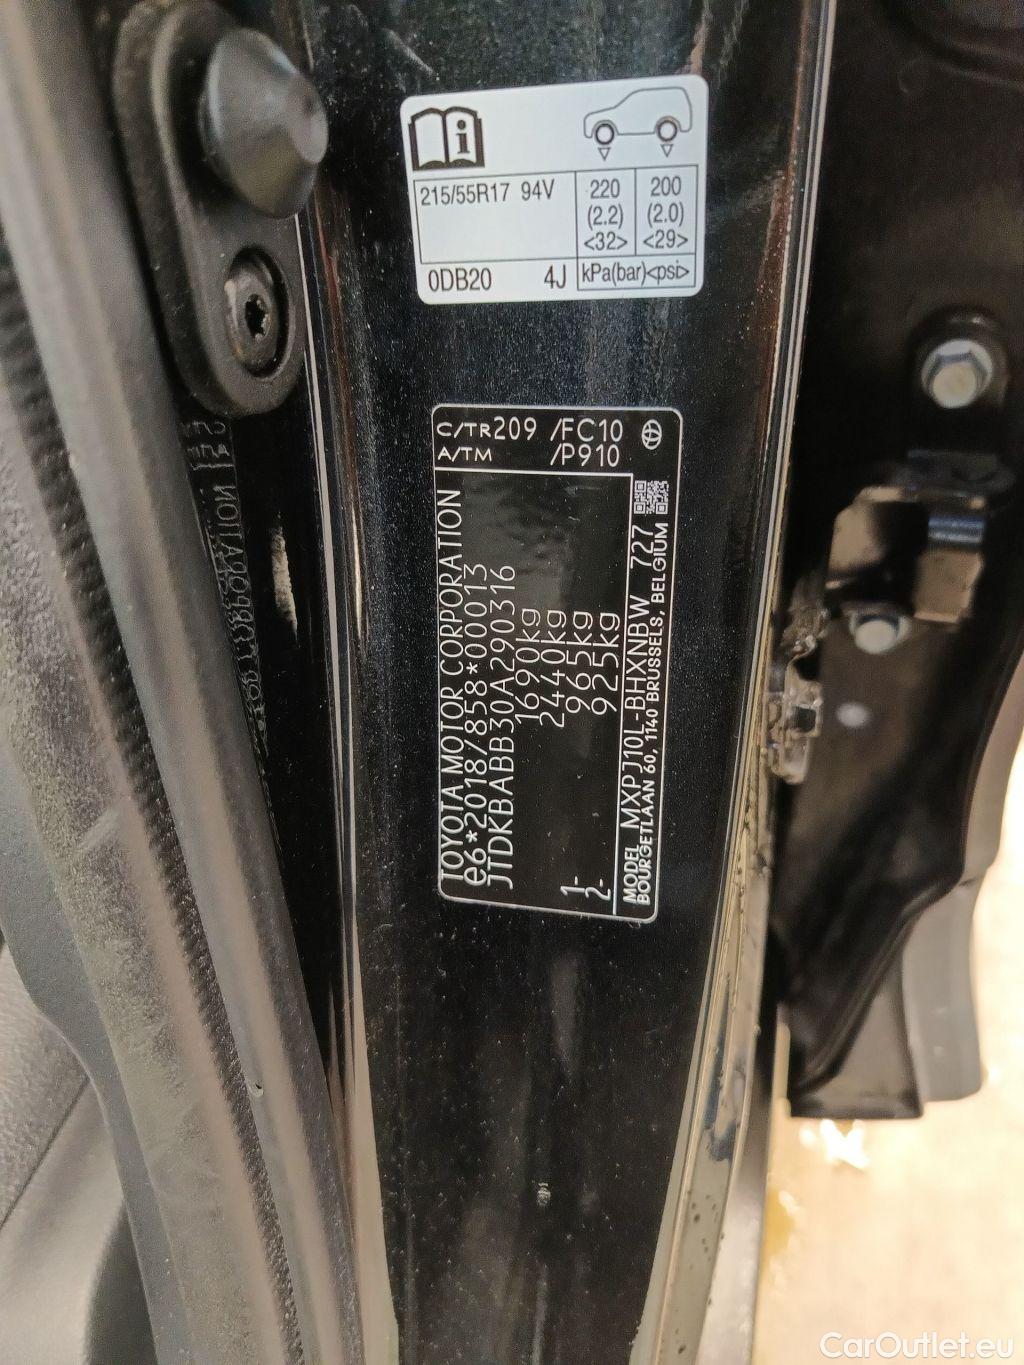 i
215/55R17 94V
220
(2.2)
<32>
200
(2.0)
<29>
0DB20 4J
kPa(bar)<psi>
C/TR209 /FC10
A/TM /P910
TOYOTA MOTOR CORPORATION
e6*2018/858*00013
JTDKBABB30A290316
1690kg
2440kg
1- 965kg
2- 925kg
MODEL MXPJ10L-BHXNBW 727
BOURGETLAAN 60, 1140 BRUSSELS, BELGIUM
CarOutlet.eu